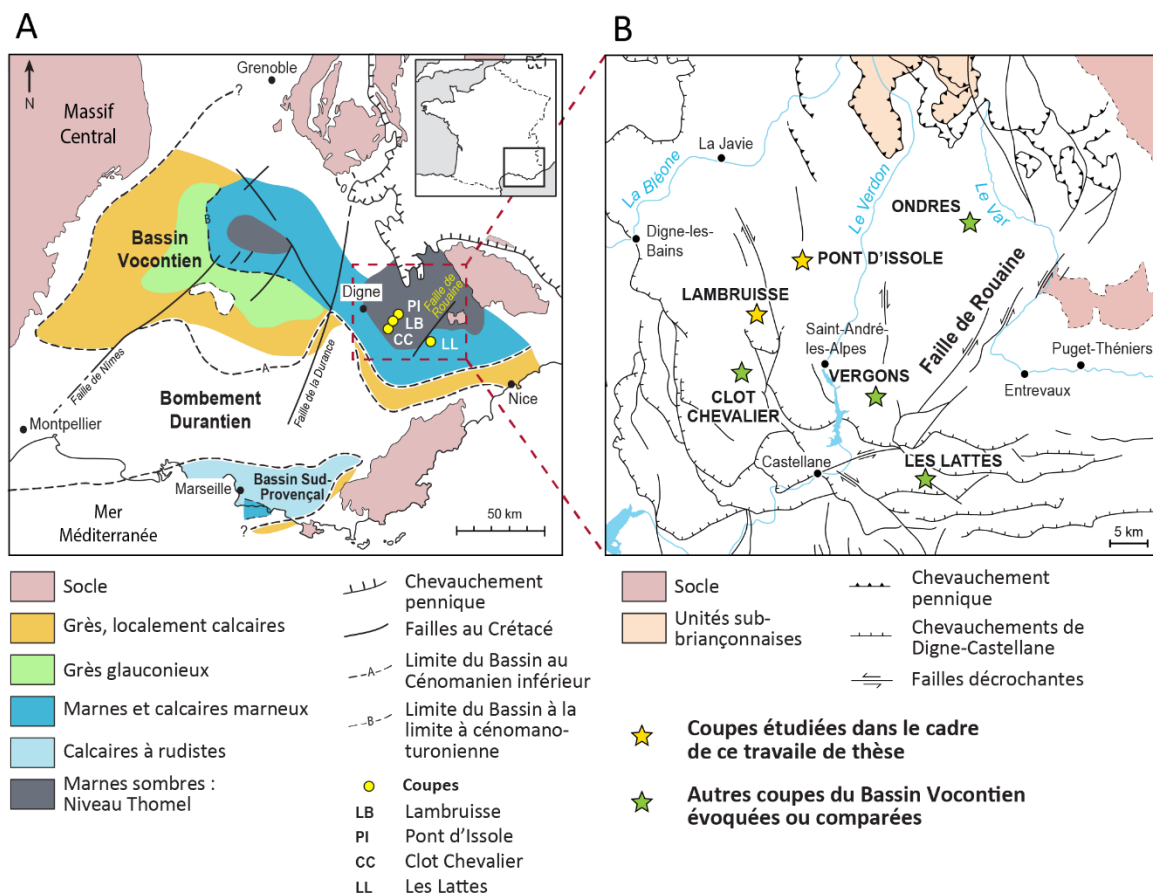 A
Grenoble
?
N
Massif
Central
B
Bassin
Vocontien
Digne
PI
LB
CC
LL
Faille de
Rouaine
A
Faille de Nîmes
Faille de la Durance
Bombement
Durantien
Nice
Montpellier
Marseille
Bassin Sud-
Provençal
?
Mer
Méditerranée
50 km
B
La Javie
La Bléone
Le Verdon
Le Var
ONDRES
Digne-les-
Bains
PONT D'ISSOLE
LAMBRUISSE
Faille de Rouaine
Saint-André-
les-Alpes
Puget-Théniers
VERGONS
Entrevaux
CLOT
CHEVALIER
LES LATTES
Castellane
5 km
Socle
Grès, localement calcaires
Grès glauconieux
Marnes et calcaires marneux
Calcaires à rudistes
Marnes sombres :
Niveau Thomel
Chevauchement
pennique
Failles au Crétacé
A
Limite du Bassin au
Cénomanien inférieur
B
Limite du Bassin à la
limite à cénomano-
turonienne
Coupes
LB Lambruisse
PI Pont d'Issole
CC Clot Chevalier
LL Les Lattes
Socle
Unités sub-
briançonnaises
Chevauchement
pennique
Chevauchements de
Digne-Castellane
Failles décrochantes
Coupes étudiées dans le cadre
de ce travaile de thèse
Autres coupes du Bassin Vocontien
évoquées ou comparées